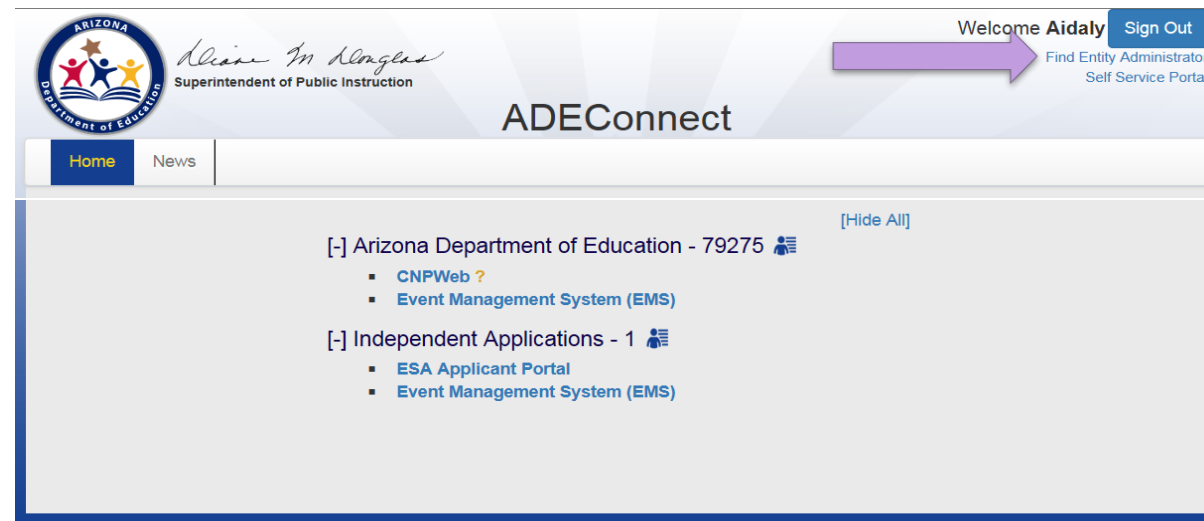 ARIZONA
Department of Education
Diane M Douglas
Superintendent of Public Instruction
Welcome Aidaly
Sign Out
Find Entity Administrato
Self Service Porta
ADEConnect
Home
News
[Hide All]
[-] Arizona Department of Education - 79275
CNPWeb ?
Event Management System (EMS)
[-] Independent Applications - 1
ESA Applicant Portal
Event Management System (EMS)